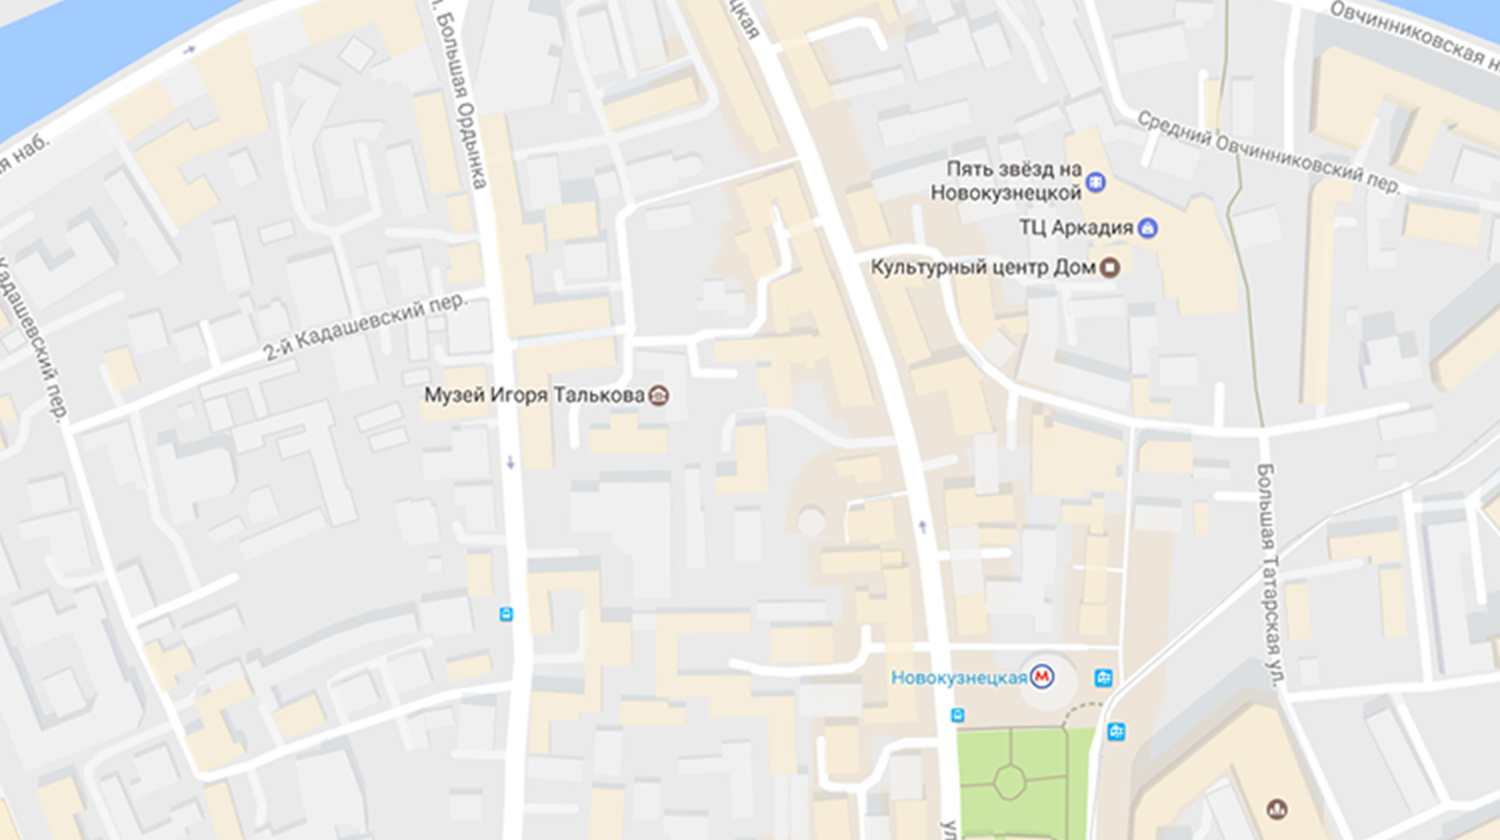 Овчинниковская н
л. Большая Ордынка
цкая
я наб.
Средний Овчинниковский пер.
Пять звёзд на
Новокузнецкой
ТЦ Аркадия
Культурный центр Дом
Кадашевский пер.
2-й Кадашевский пер.
Музей Игоря Талькова
Большая Татарская ул.
Новокузнецкая
М
ул